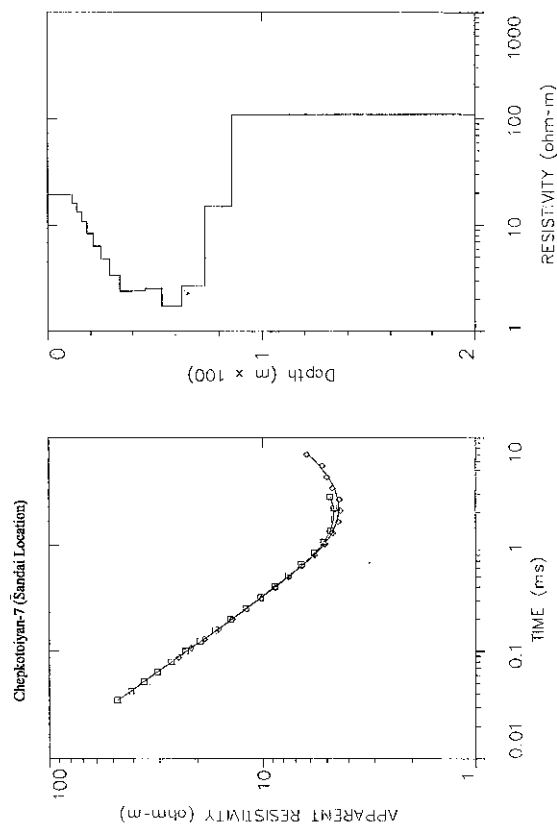 Chepkotoiyan-7 (Sandai Location)
APPARENT RESISTIVITY (ohm-m)
100
10
1
0.01
0.1
1
10
TIME (ms)
Depth (m × 100)
0
1
2
1
10
100
1000
RESISTIVITY (ohm-m)